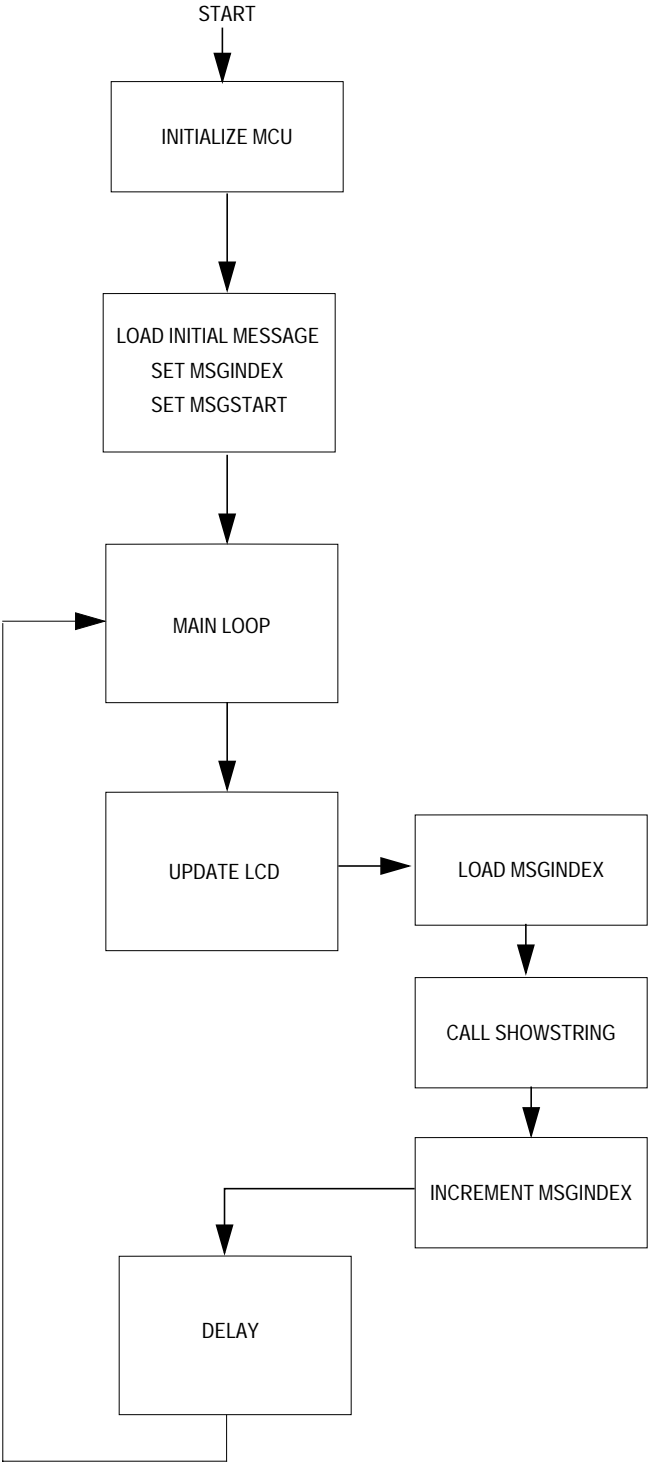 START
INITIALIZE MCU
LOAD INITIAL MESSAGE
SET MSGINDEX
SET MSGSTART
MAIN LOOP
UPDATE LCD
LOAD MSGINDEX
CALL SHOWSTRING
INCREMENT MSGINDEX
DELAY